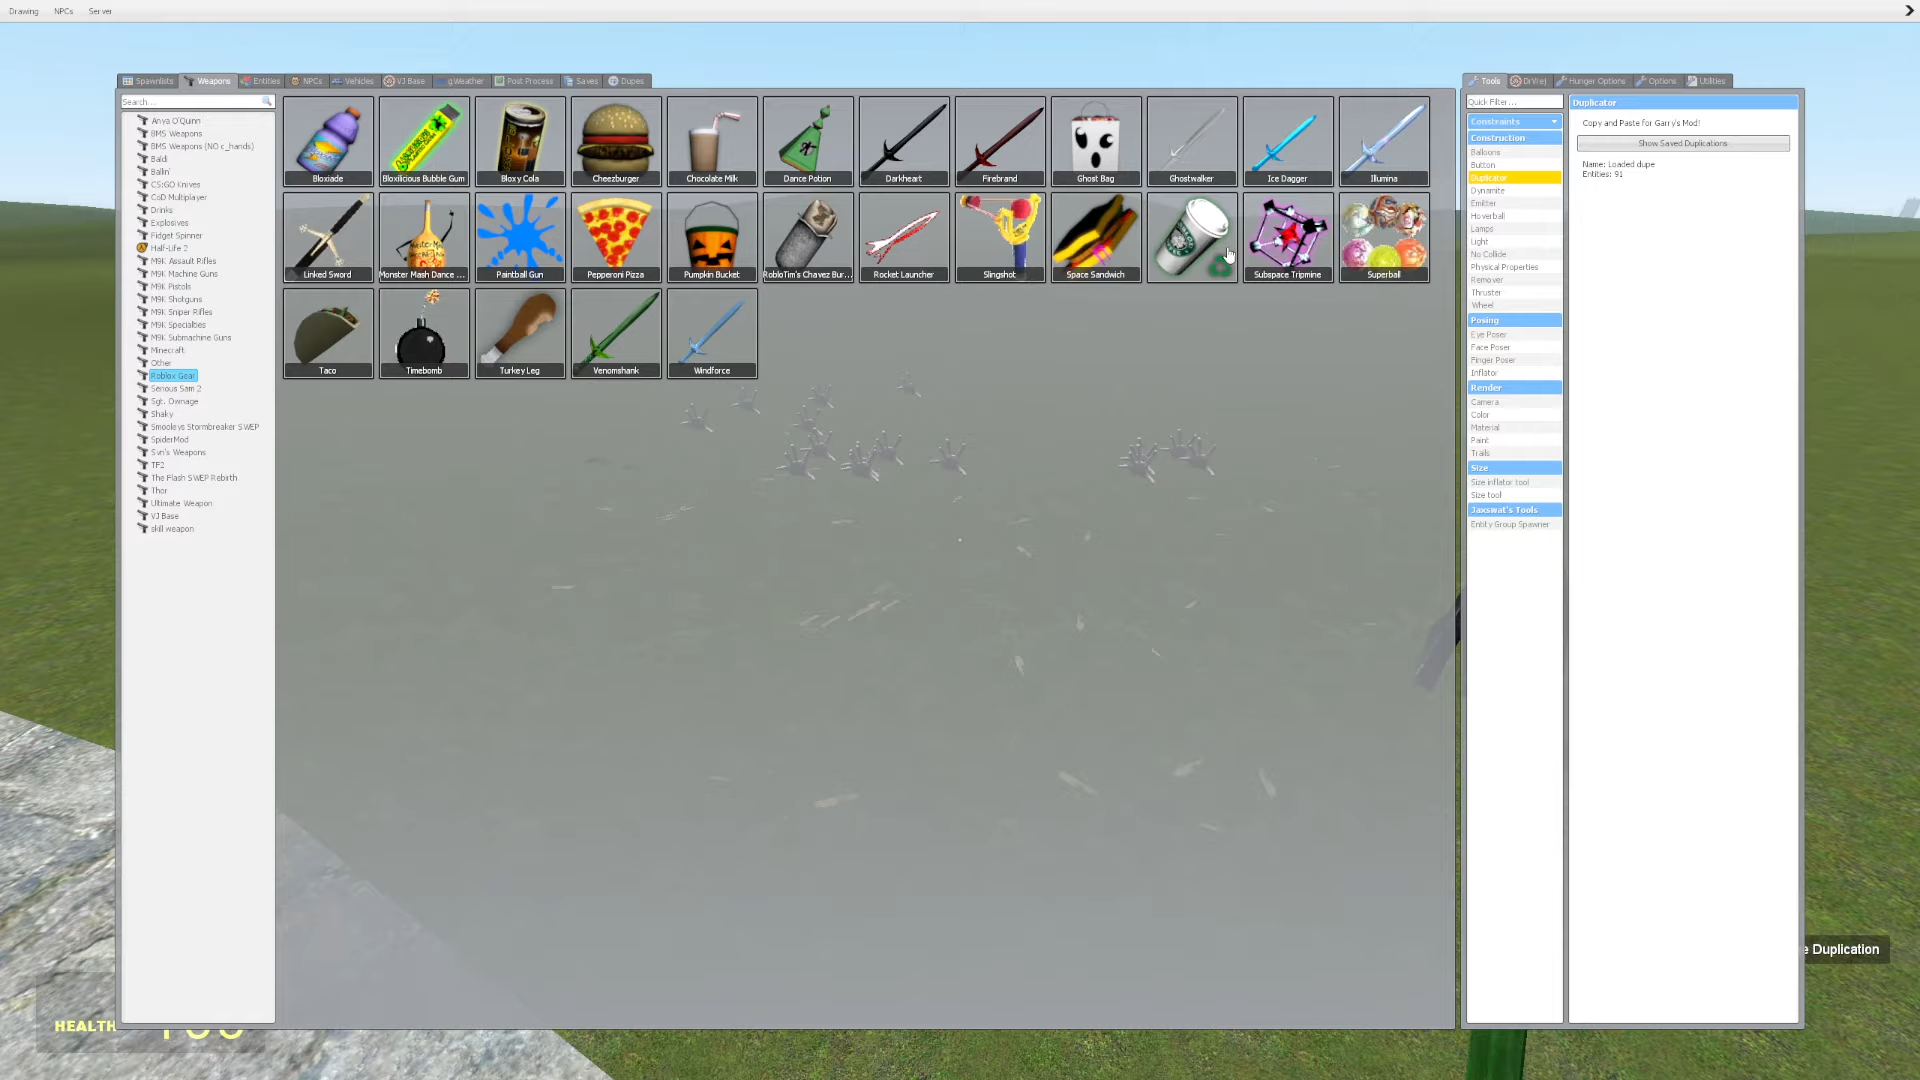 Drawing NPCs Server
Spawnlists Weapons Entities NPCs Vehicles VJ Base gWeather Post Process Saves Dupes
Search...
Anya O'Quinn
BMS Weapons
BMS Weapons (NO c_hands)
Baldi
Ballin'
CS:GO Knives
CoD Multiplayer
Drinks
Explosives
Fidget Spinner
Half-Life 2
M9K Assault Rifles
M9K Machine Guns
M9K Pistols
M9K Shotguns
M9K Sniper Rifles
M9K Specialties
M9K Submachine Guns
Minecraft
Other
Roblox Gear
Serious Sam 2
Sgt. Ownage
Shaky
Smooleys Stormbreaker SWEP
SpiderMod
Svn's Weapons
TF2
The Flash SWEP Rebirth
Thor
Ultimate Weapon
VJ Base
skill weapon
Bloxiade Bloxilicious Bubble Gum Bloxy Cola Cheezburger Chocolate Milk Dance Potion Darkheart Firebrand Ghost Bag Ghostwalker Ice Dagger Illumina
Linked Sword Monster Mash Dance ... Paintball Gun Pepperoni Pizza Pumpkin Bucket RobloTim's Chavez Bur... Rocket Launcher Slingshot Space Sandwich Subspace Tripmine Superball
Taco Timebomb Turkey Leg Venomshank Windforce
Tools DrVrej Hunger Options Options Utilities
Quick Filter...
Constraints
Construction
Balloons
Button
Duplicator
Dynamite
Emitter
Hoverball
Lamps
Light
No Collide
Physical Properties
Remover
Thruster
Wheel
Posing
Eye Poser
Face Poser
Finger Poser
Inflator
Render
Camera
Color
Material
Paint
Trails
Size
Size inflator tool
Size tool
Jaxswat's Tools
Entity Group Spawner
Duplicator
Copy and Paste for Garry's Mod!
Show Saved Duplications
Name: Loaded dupe
Entities: 91
e Duplication
HEALTH